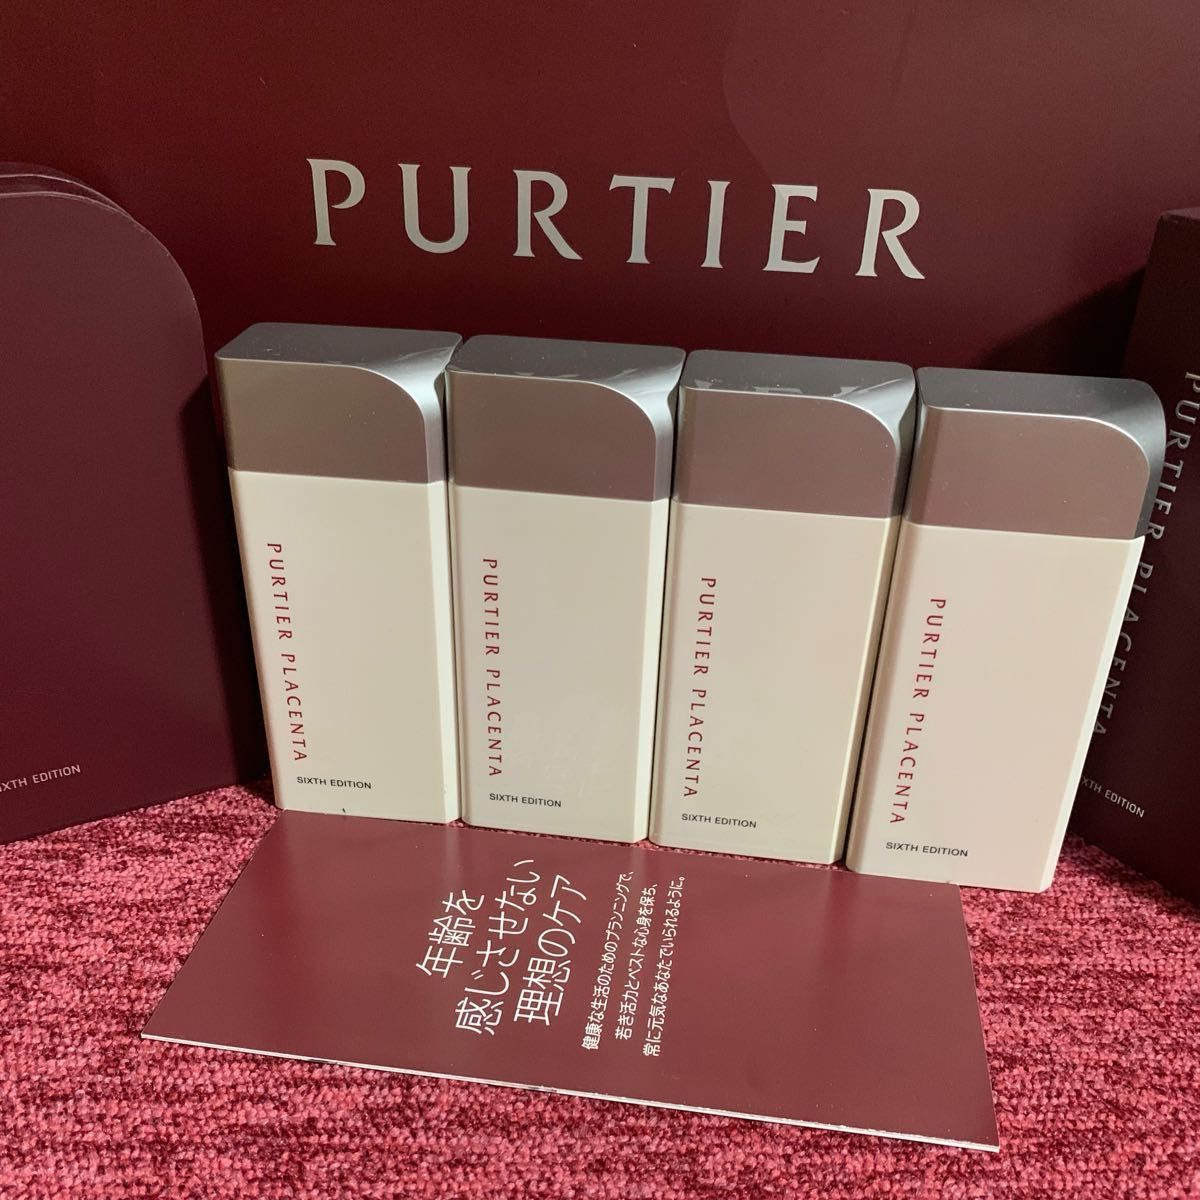 PURTIER
PURTIER PLACENTA
SIXTH EDITION
PURTIER PLACENTA
SIXTH EDITION
PURTIER PLACENTA
SIXTH EDITION
PURTIER PLACENTA
SIXTH EDITION
PURTIER PLACENTA
EDITION
EDITION
年齢を
感じさせない
理想のケア
健康な生活のためのプランニングで、
若き活力とベストな心身を保ち、
常に元気なあなたでいられるように。